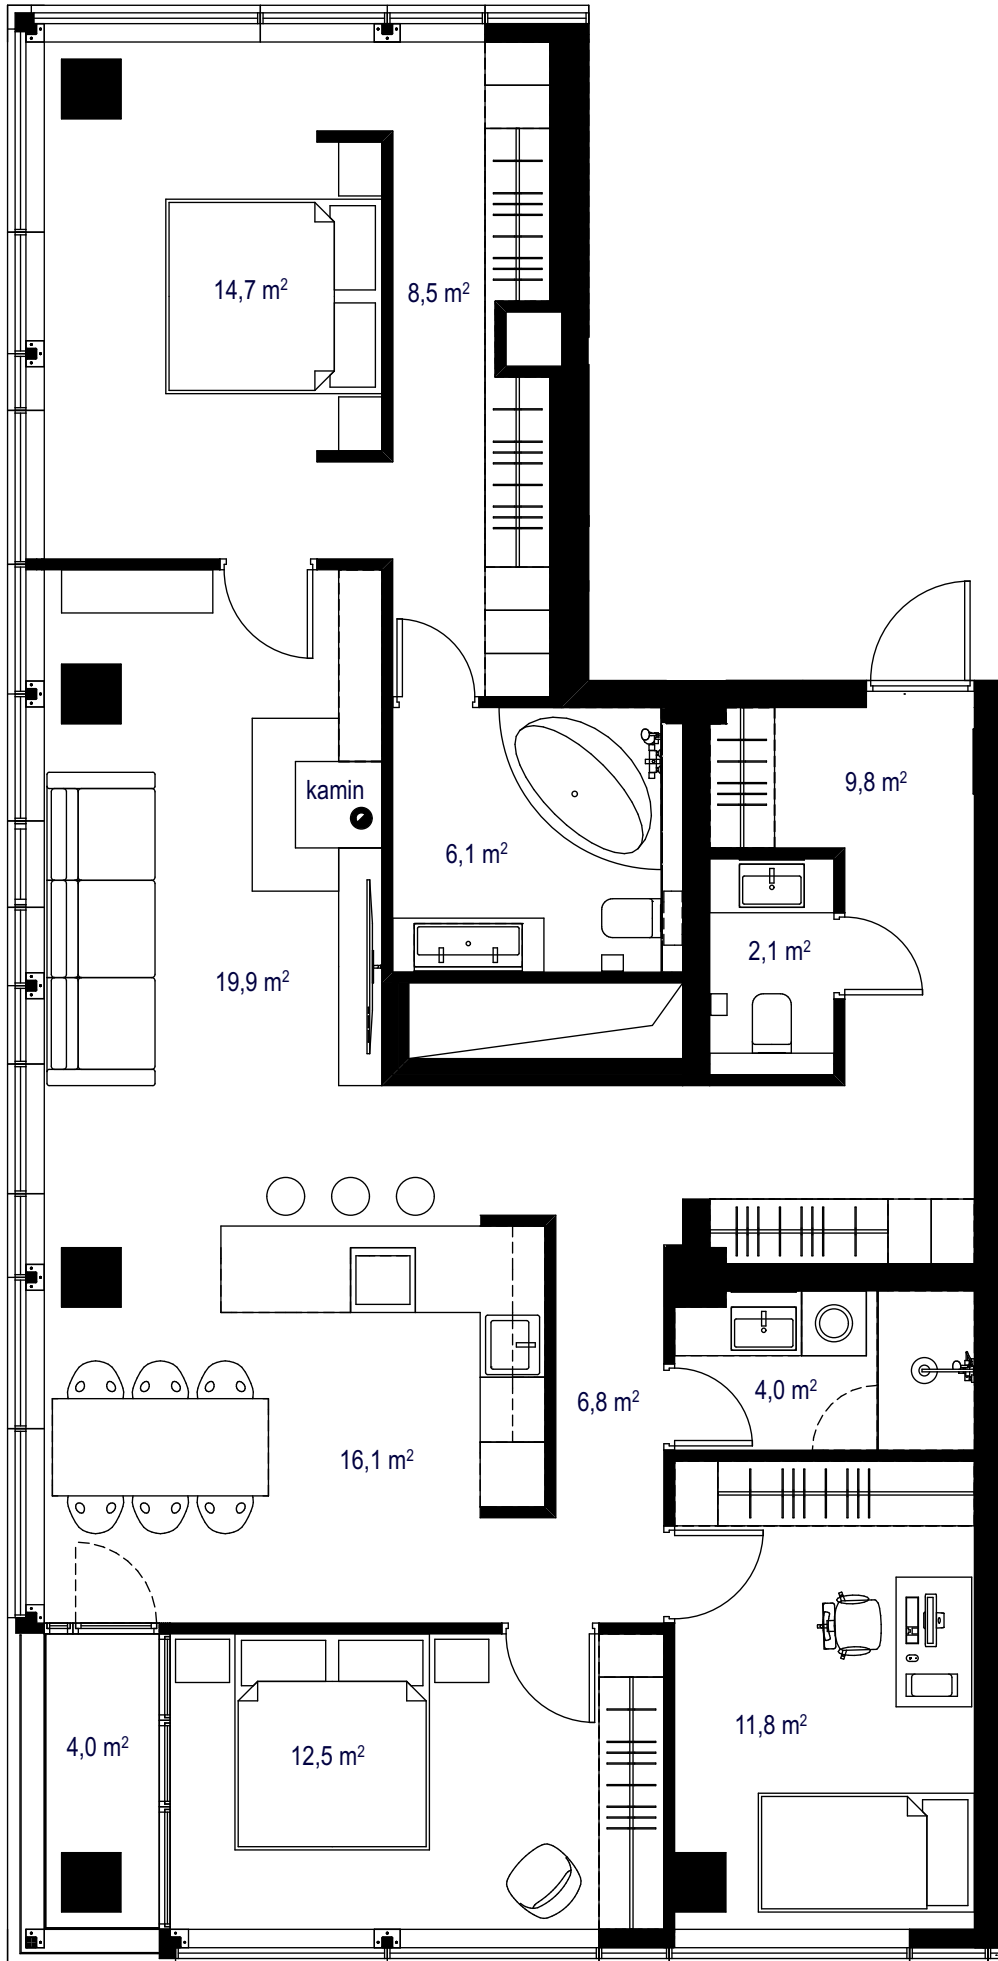 14,7 m²
8,5 m²
kamin
9,8 m²
6,1 m²
2,1 m²
19,9 m²
4,0 m²
6,8 m²
16,1 m²
11,8 m²
4,0 m²
12,5 m²